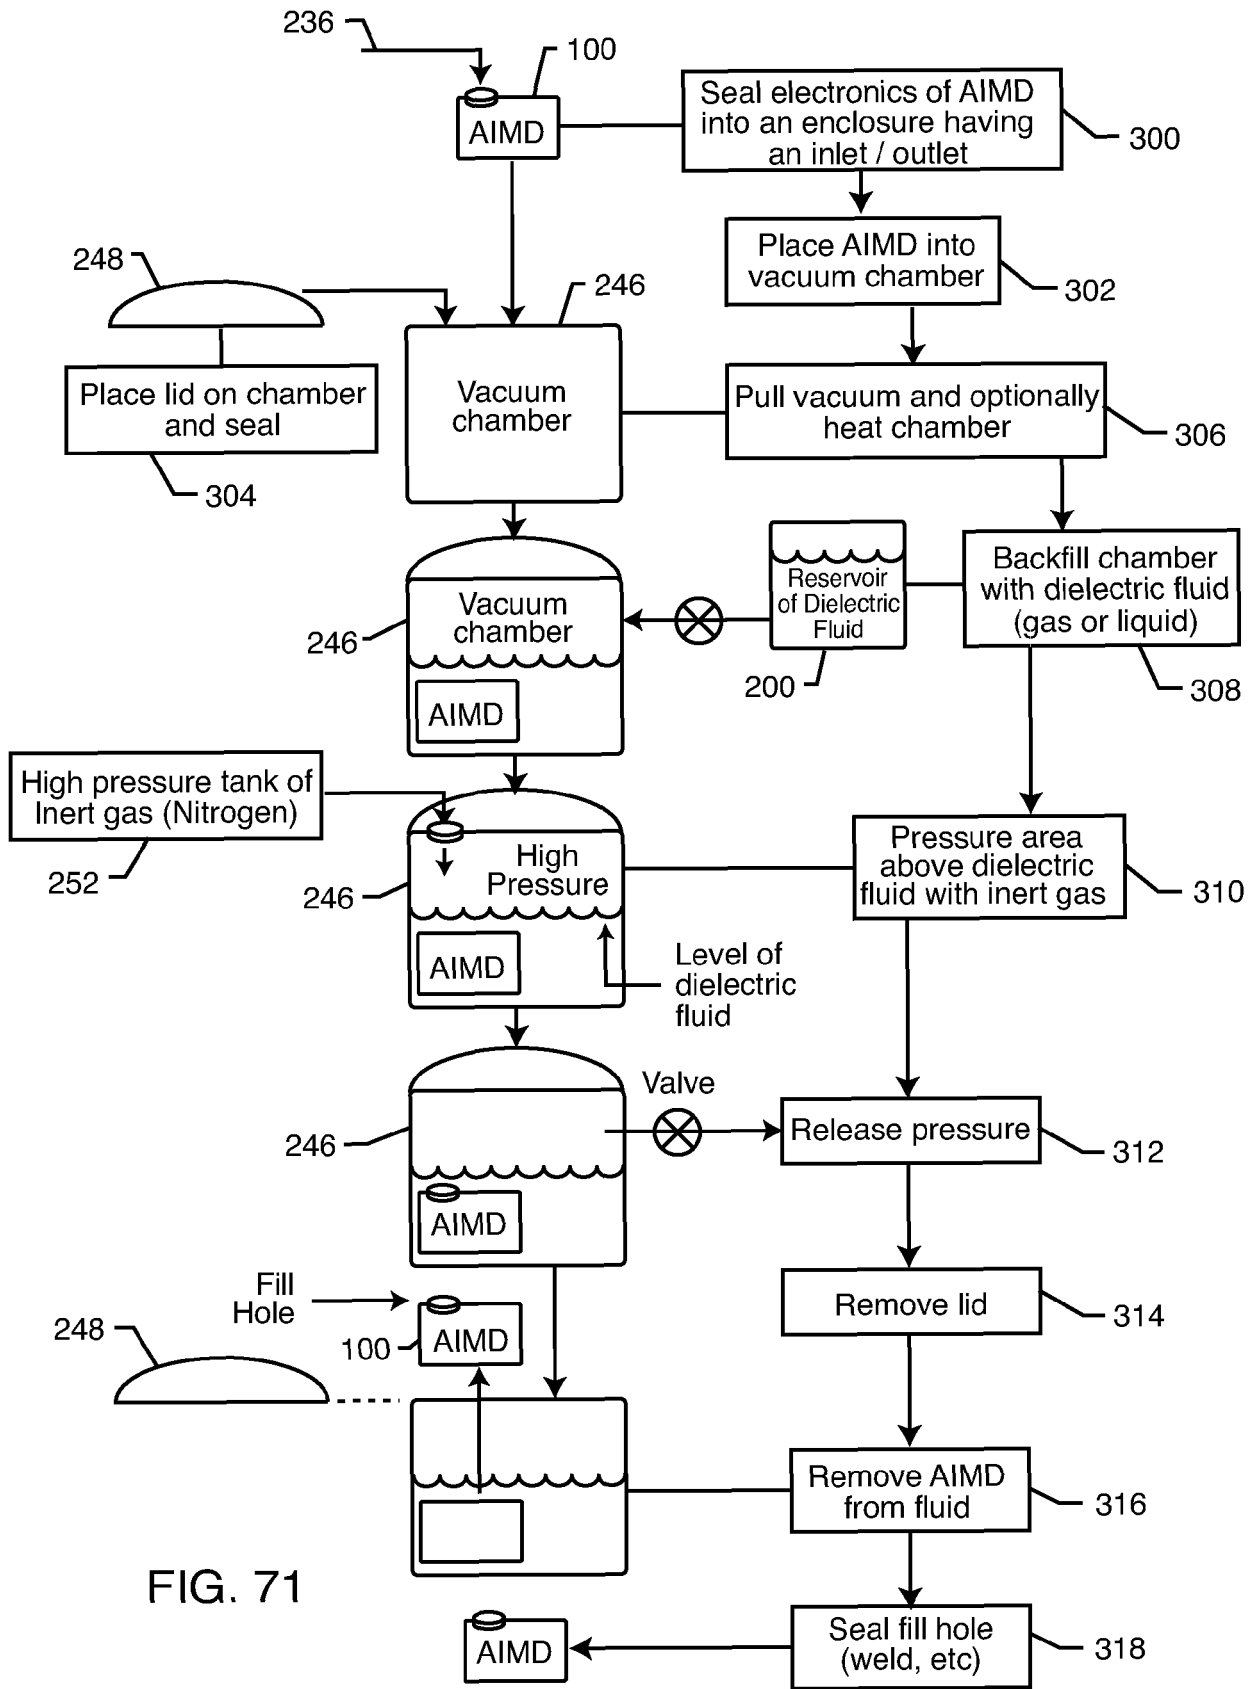 236
100
AIMD
Seal electronics of AIMD
into an enclosure having
an inlet / outlet
300
Place AIMD into
vacuum chamber
302
248
246
Place lid on chamber
and seal
304
Vacuum
chamber
Pull vacuum and optionally
heat chamber
306
Backfill chamber
with dielectric fluid
(gas or liquid)
308
Reservoir
of Dielectric
Fluid
200
Vacuum
chamber
246
AIMD
High pressure tank of
Inert gas (Nitrogen)
252
246
High
Pressure
AIMD
Level of
dielectric
fluid
Pressure area
above dielectric
fluid with inert gas
310
246
Valve
AIMD
Release pressure
312
Fill
Hole
100
AIMD
Remove lid
314
248
Remove AIMD
from fluid
316
FIG. 71
AIMD
Seal fill hole
(weld, etc)
318